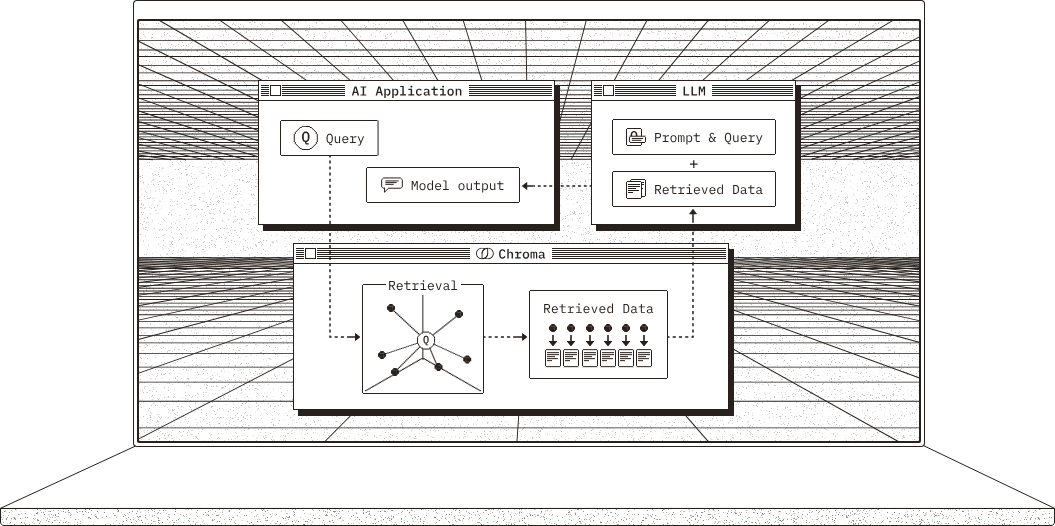 AI Application
Q Query
Model output
LLM
Prompt & Query
+
Retrieved Data
Chroma
Retrieval
Q
Retrieved Data